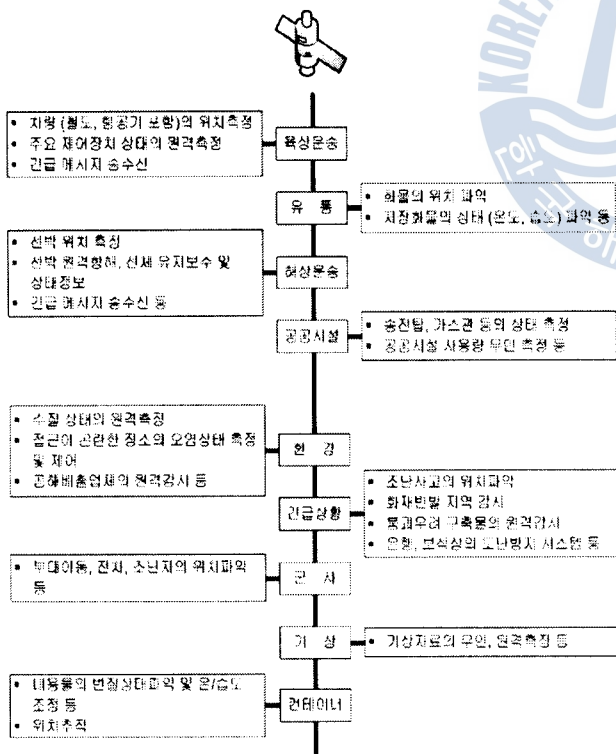 KOREA
한국해
• 차량 (철도, 항공기 포함)의 위치측정
• 주요 제어장치 상태의 원격측정
• 긴급 메시지 송수신
육상운송
유 통
• 화물의 위치 파악
• 저장화물의 상태 (온도, 습도) 파악 등
• 선박 위치 측정
• 선박 원격항해, 선체 유지보수 및
상태정보
• 긴급 메시지 송수신 등
해상운송
공공시설
• 송전탑, 가스관 등의 상태 측정
• 공공시설 사용량 무인 측정 등
• 수질 상태의 원격측정
• 접근이 곤란한 장소의 오염상태 측정
및 제어
• 공해배출업체의 원격감시 등
환 경
긴급상황
• 조난사고의 위치파악
• 화재빈발 지역 감시
• 붕괴우려 구축물의 원격감시
• 은행, 보석상의 도난방지 시스템 등
• 부대이동, 전차, 조난자의 위치파악
등
군 사
기 상
• 기상자료의 무인, 원격측정 등
• 내용물의 변질상태파악 및 온/습도
조정 등
• 위치추적
컨테이너